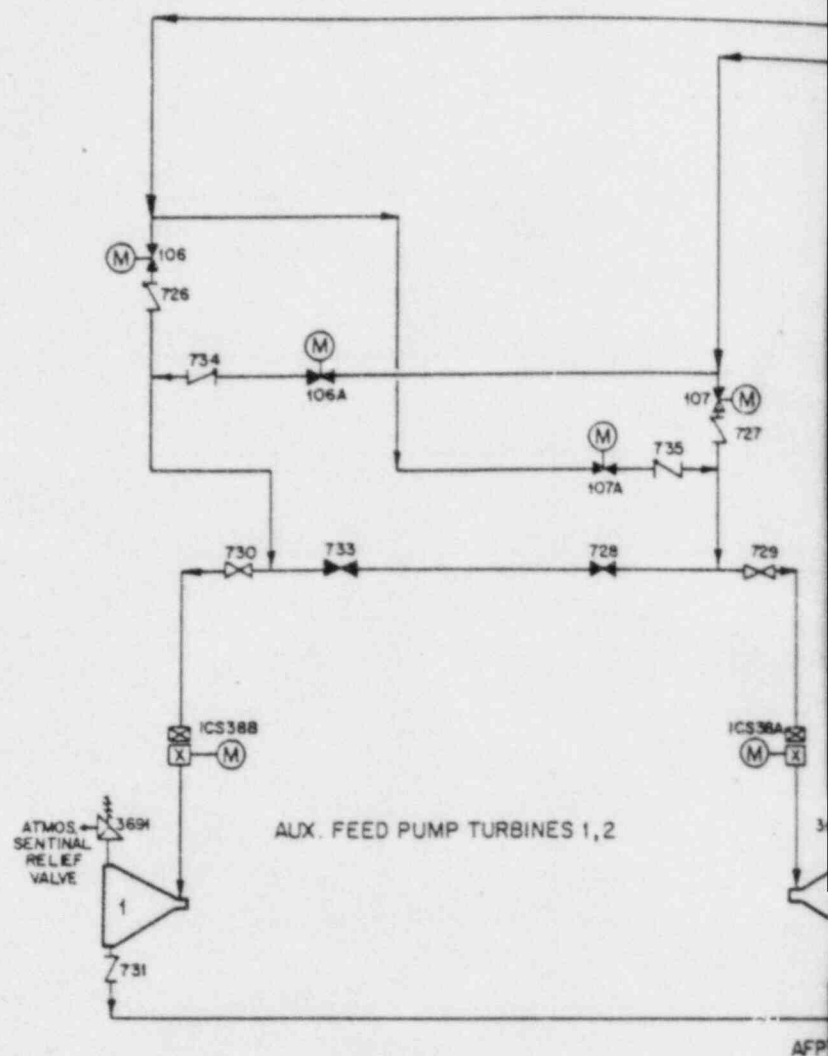 M
106
726
734
M
106A
107
M
727
M
735
107A
730
733
728
729
ICS38B
M
ICS38A
M
X
X
ATMOS.
SENTINAL
RELIEF
VALVE
3691
AUX. FEED PUMP TURBINES 1,2
1
731